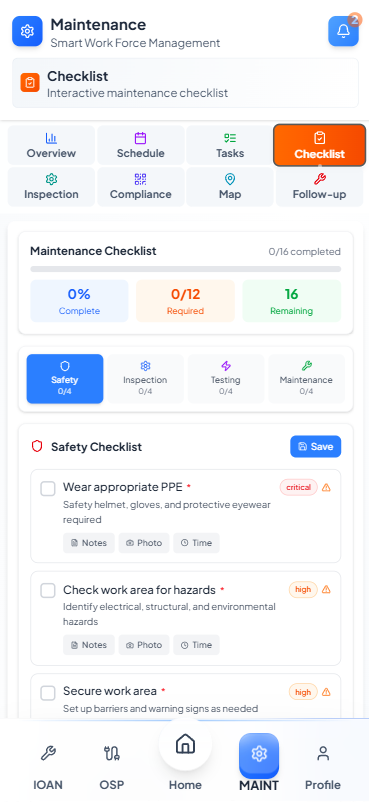 Maintenance
Smart Work Force Management
2
Checklist
Interactive maintenance checklist
Overview
Schedule
Tasks
Checklist
Inspection
Compliance
Map
Follow-up
Maintenance Checklist
0/16 completed
0%
Complete
0/12
Required
16
Remaining
Safety
0/4
Inspection
0/4
Testing
0/4
Maintenance
0/4
Safety Checklist
Save
Wear appropriate PPE *
critical
Safety helmet, gloves, and protective eyewear
required
Notes
Photo
Time
Check work area for hazards *
high
Identify electrical, structural, and environmental
hazards
Notes
Photo
Time
Secure work area *
high
Set up barriers and warning signs as needed
IOAN
OSP
Home
MAINT
Profile